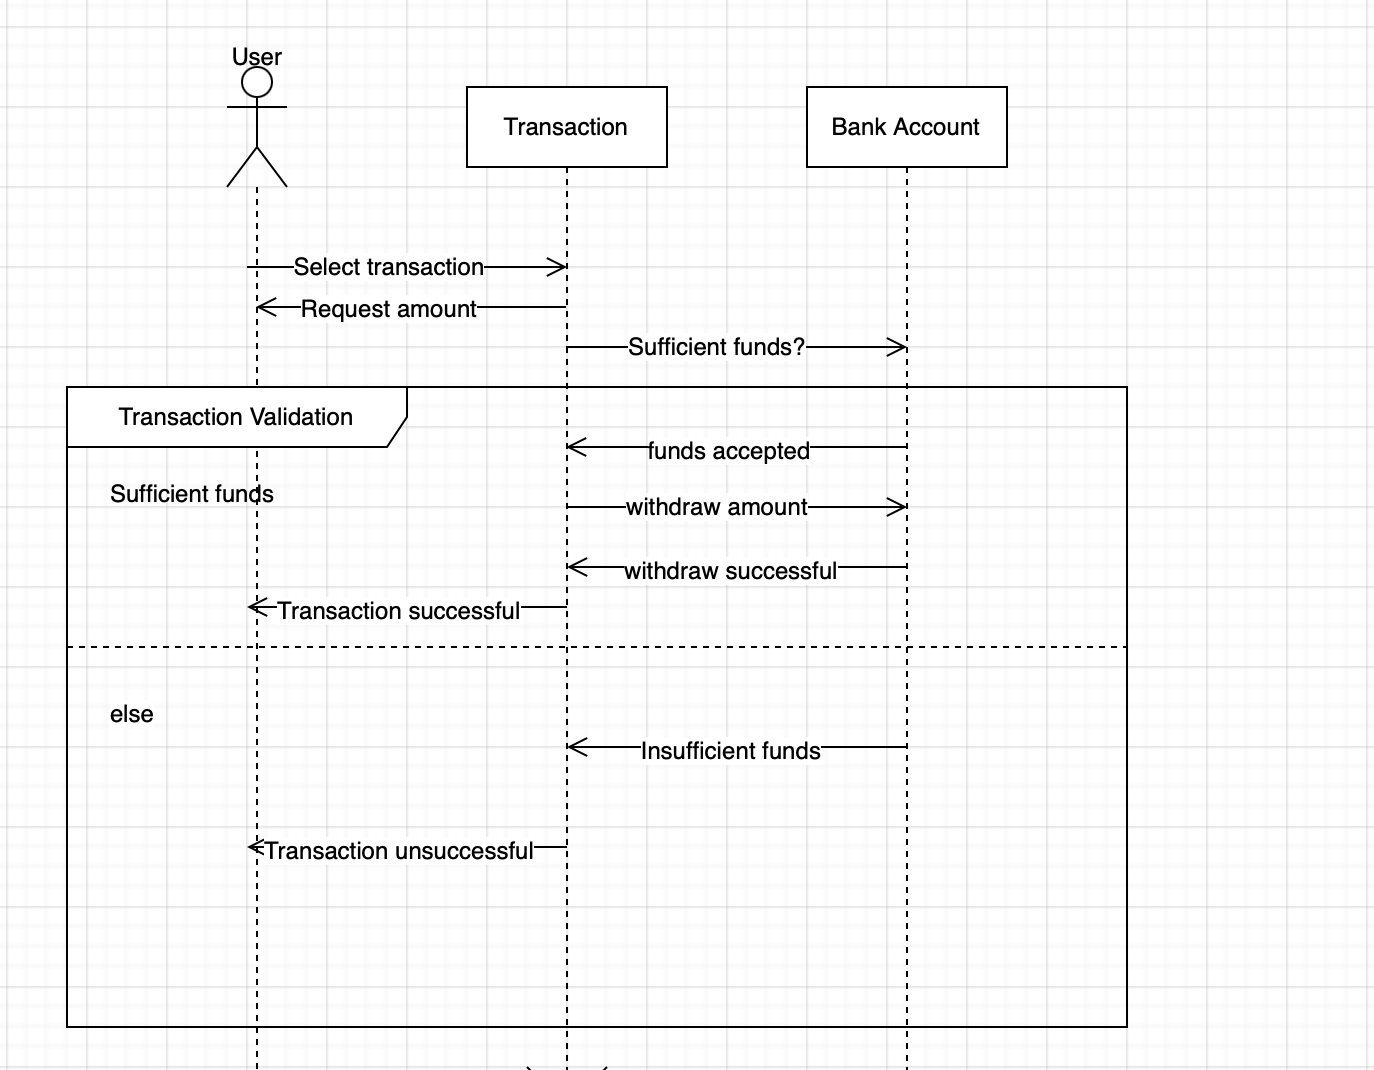 User
Transaction
Bank Account
Select transaction
Request amount
Sufficient funds?
Transaction Validation
funds accepted
Sufficient funds
withdraw amount
withdraw successful
Transaction successful
else
Insufficient funds
Transaction unsuccessful